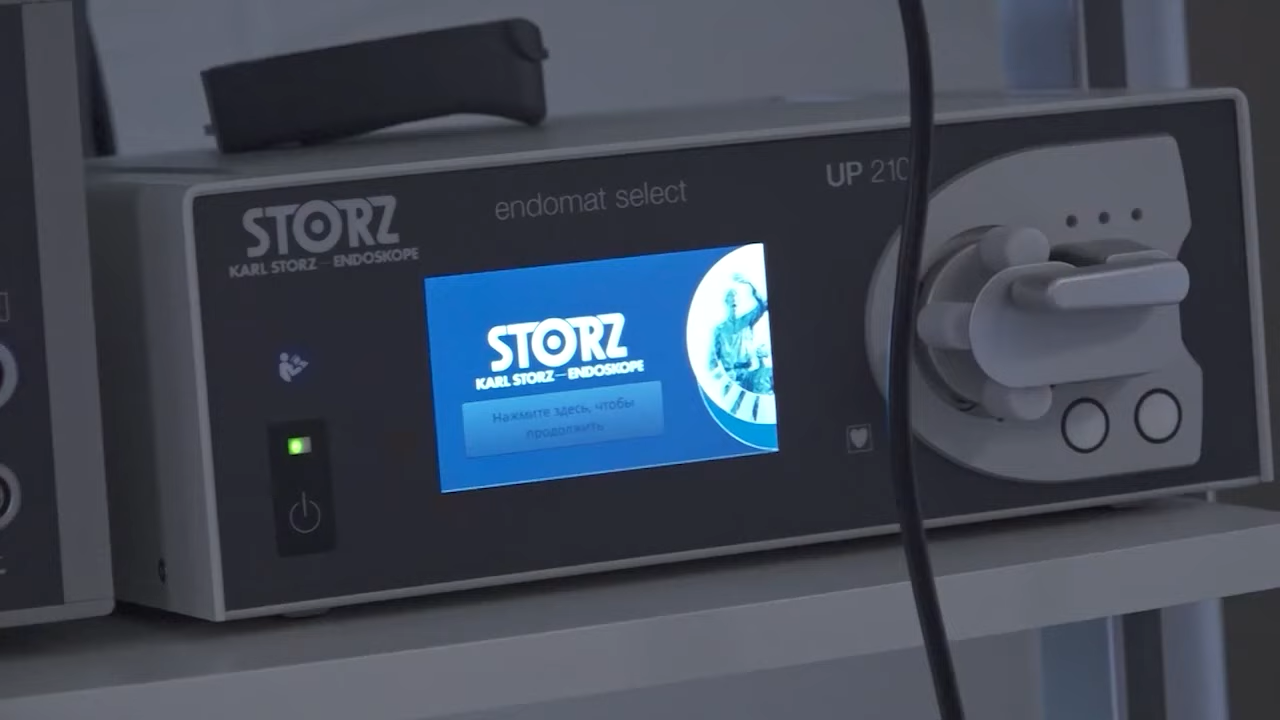 STORZ
KARL STORZ — ENDOSKOPE
endomat select
UP 210
STORZ
KARL STORZ — ENDOSKOPE
Нажмите здесь, чтобы
продолжить